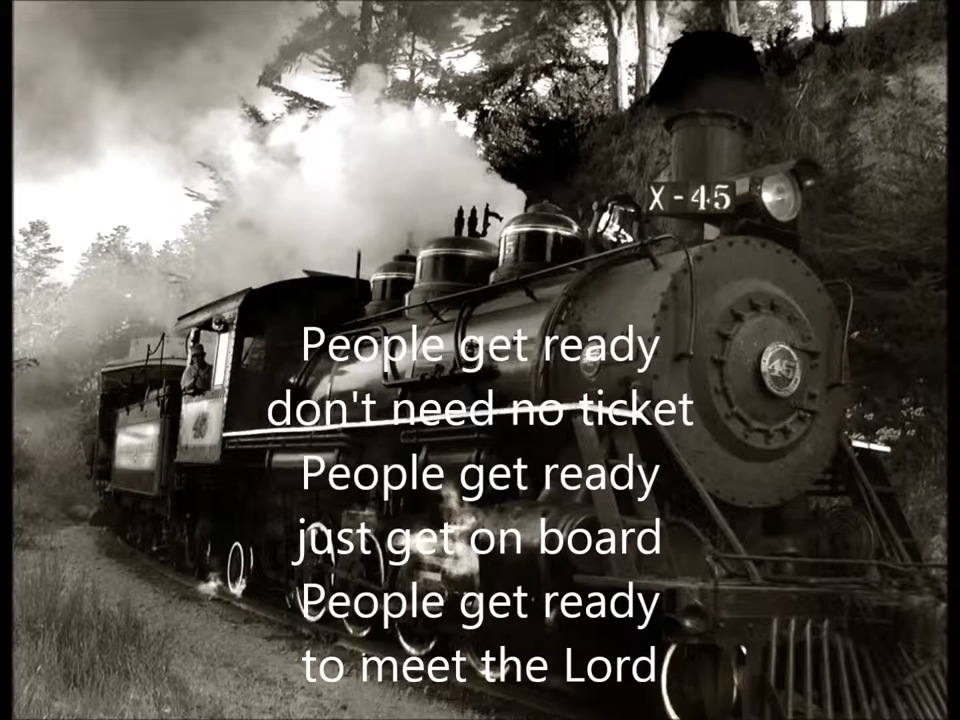 X-45
45
People get ready
don't need no ticket
People get ready
just get on board
People get ready
to meet the Lord